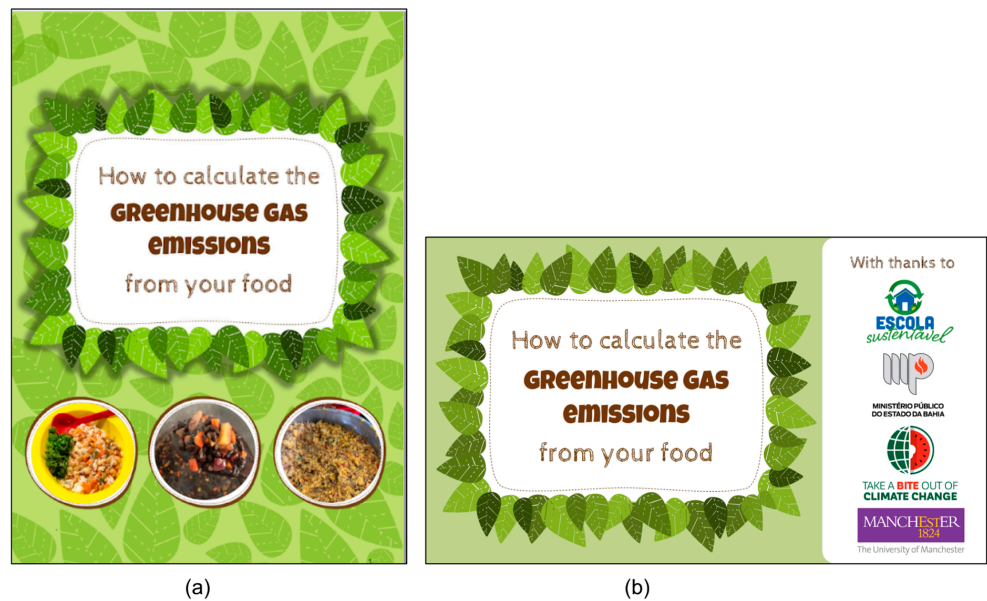 How to calculate the
GREENHOUSE GAS
EMISSIONS
from your food
1
(a)
How to calculate the
GREENHOUSE GAS
EMISSIONS
from your food
With thanks to
ESCOLA
sustentável
MP
MINISTÉRIO PÚBLICO
DO ESTADO DA BAHIA
TAKE A BITE OUT OF
CLIMATE CHANGE
MANCHESTER
1824
The University of Manchester
(b)